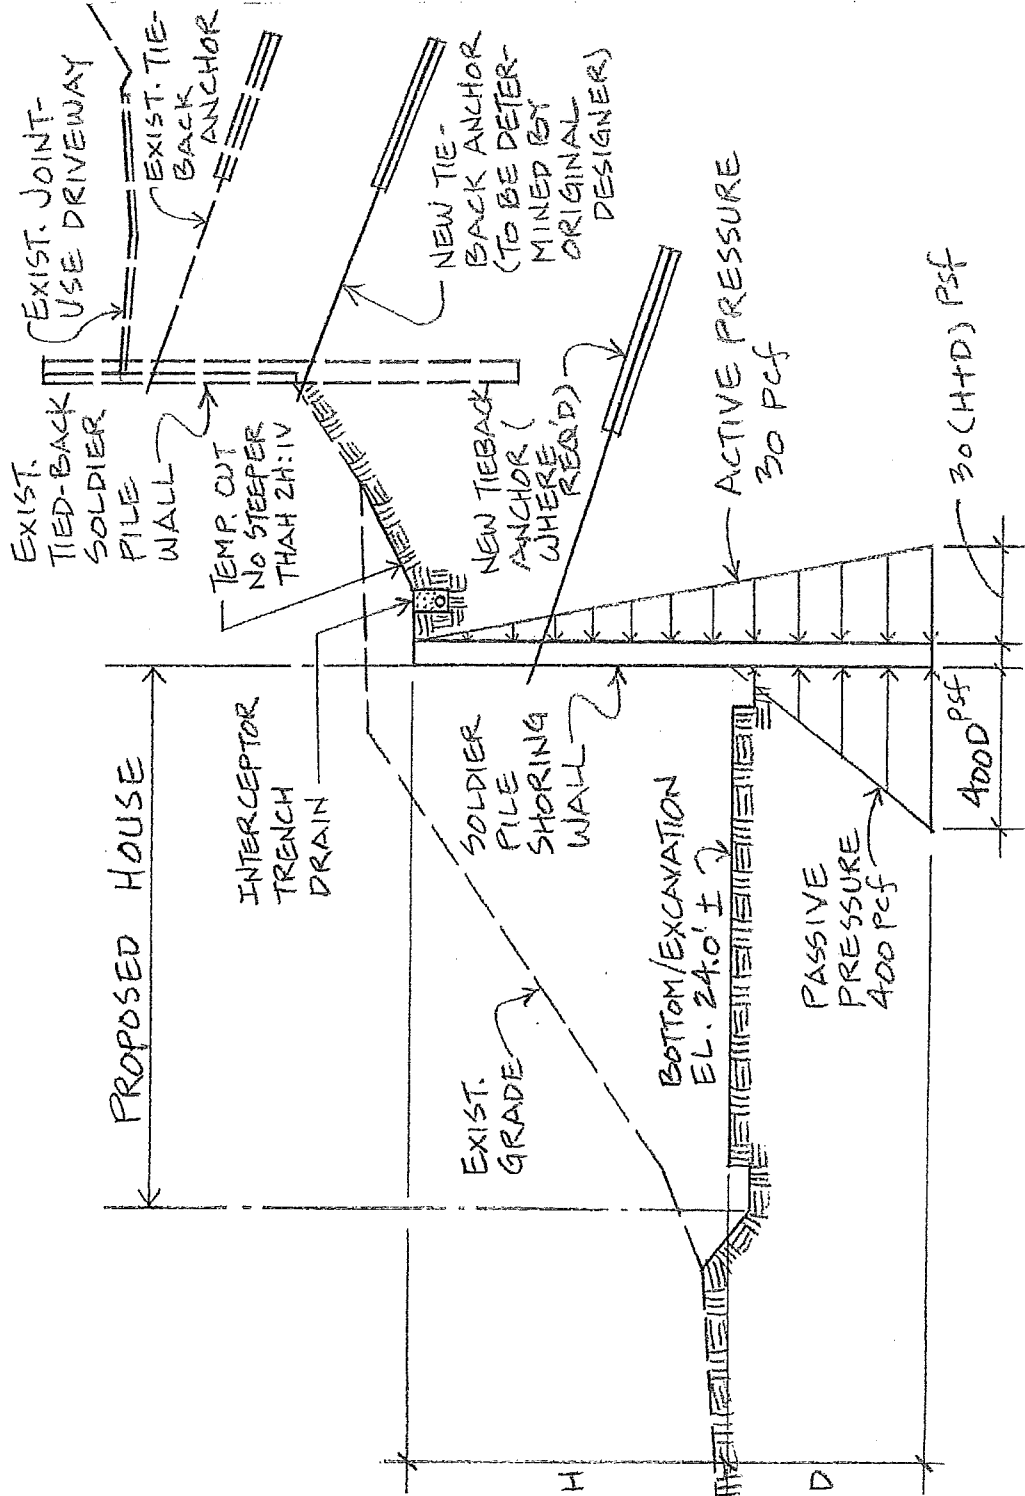 PROPOSED HOUSE
EXIST.
TIED-BACK
SOLDIER
PILE
WALL
EXIST. JOINT-
USE DRIVEWAY
EXIST. TIE-
BACK
ANCHOR
TEMP. CUT
NO STEEPER
THAN 2H:1V
INTERCEPTOR
TRENCH
DRAIN
NEW TIE-
BACK ANCHOR
(TO BE DETER-
MINED BY
ORIGINAL
DESIGNER)
EXIST.
GRADE
SOLDIER
PILE
SHORING
WALL
NEW TIEBACK
ANCHOR (
WHERE
REQ'D)
BOTTOM/EXCAVATION
EL. 24.0' ±
ACTIVE PRESSURE
30 Pcf
PASSIVE
PRESSURE
400 Pcf
H
D
400D Psf
30(H+D) Psf